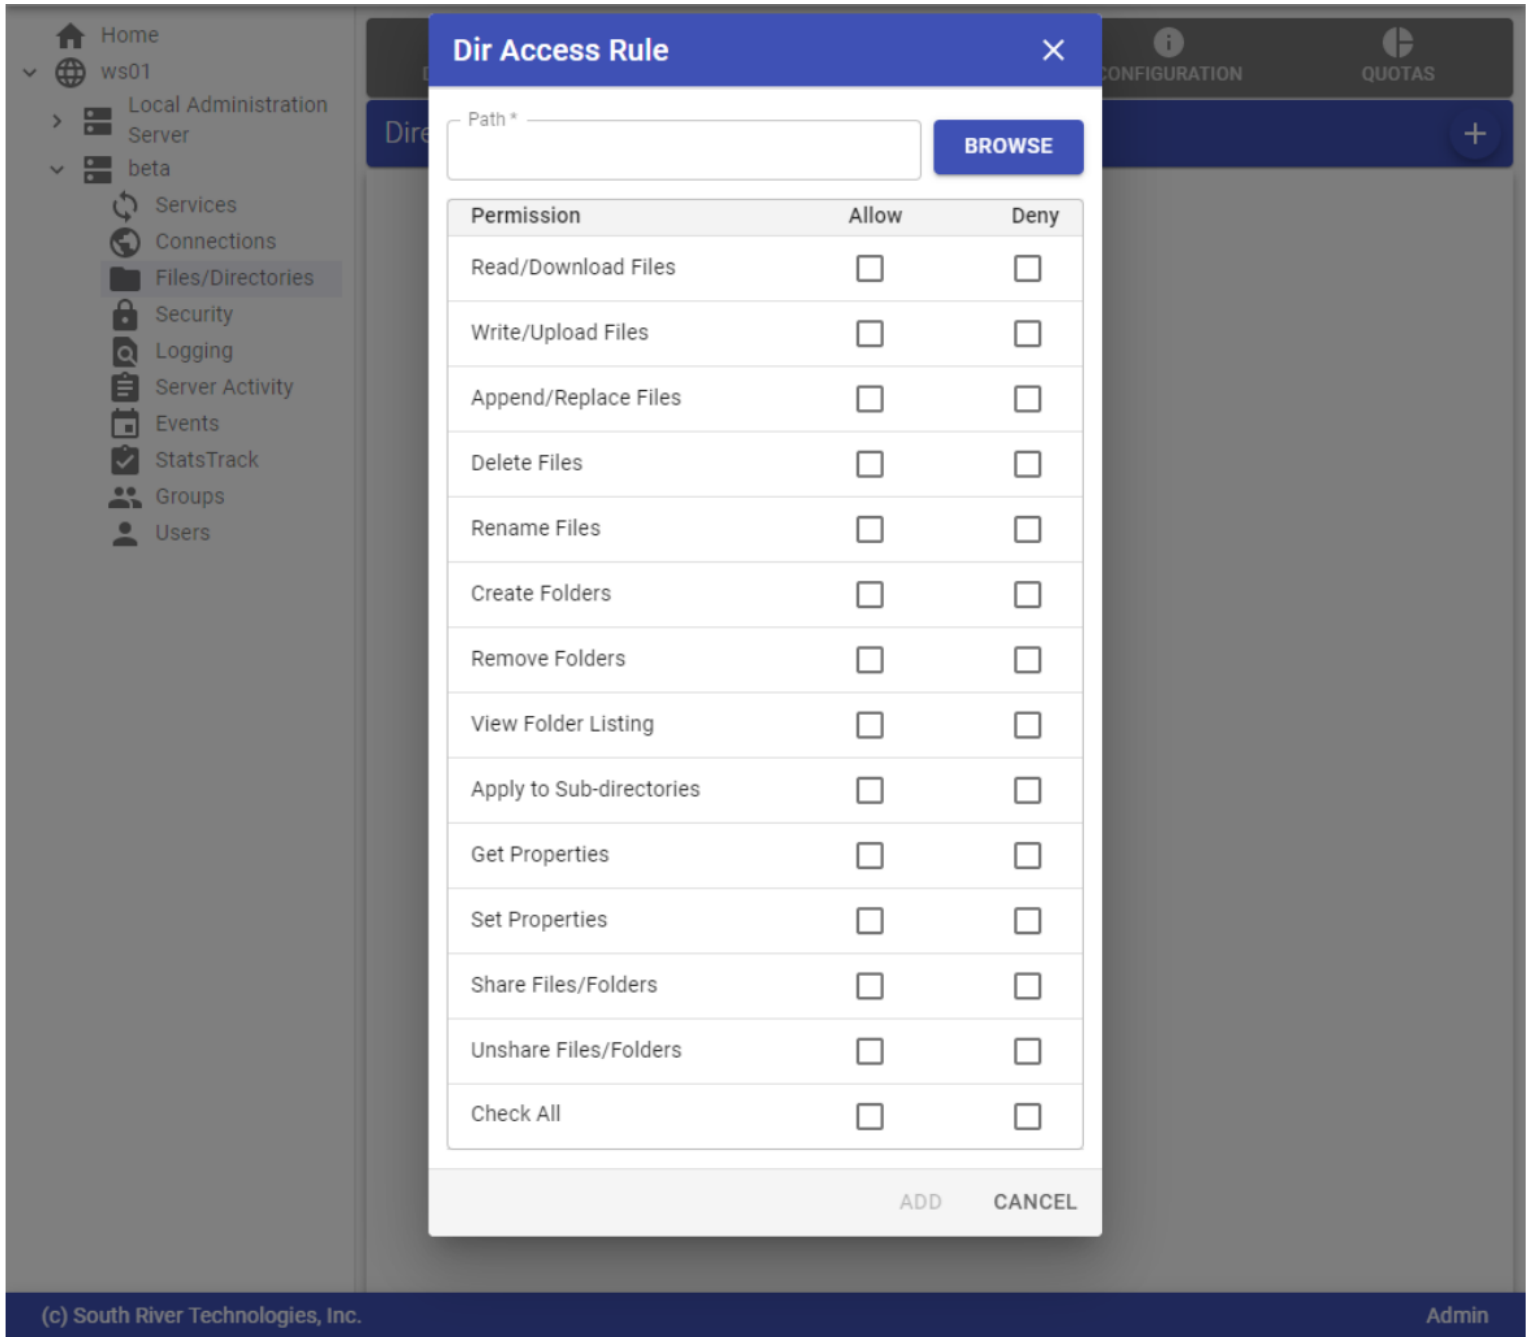 Home
ws01
Local Administration
Server
beta
Services
Connections
Files/Directories
Security
Logging
Server Activity
Events
StatsTrack
Groups
Users
QUOTAS
Dir Access Rule
Path *
BROWSE
Permission Allow Deny
Read/Download Files
Write/Upload Files
Append/Replace Files
Delete Files
Rename Files
Create Folders
Remove Folders
View Folder Listing
Apply to Sub-directories
Get Properties
Set Properties
Share Files/Folders
Unshare Files/Folders
Check All
ADD CANCEL
(c) South River Technologies, Inc. Admin